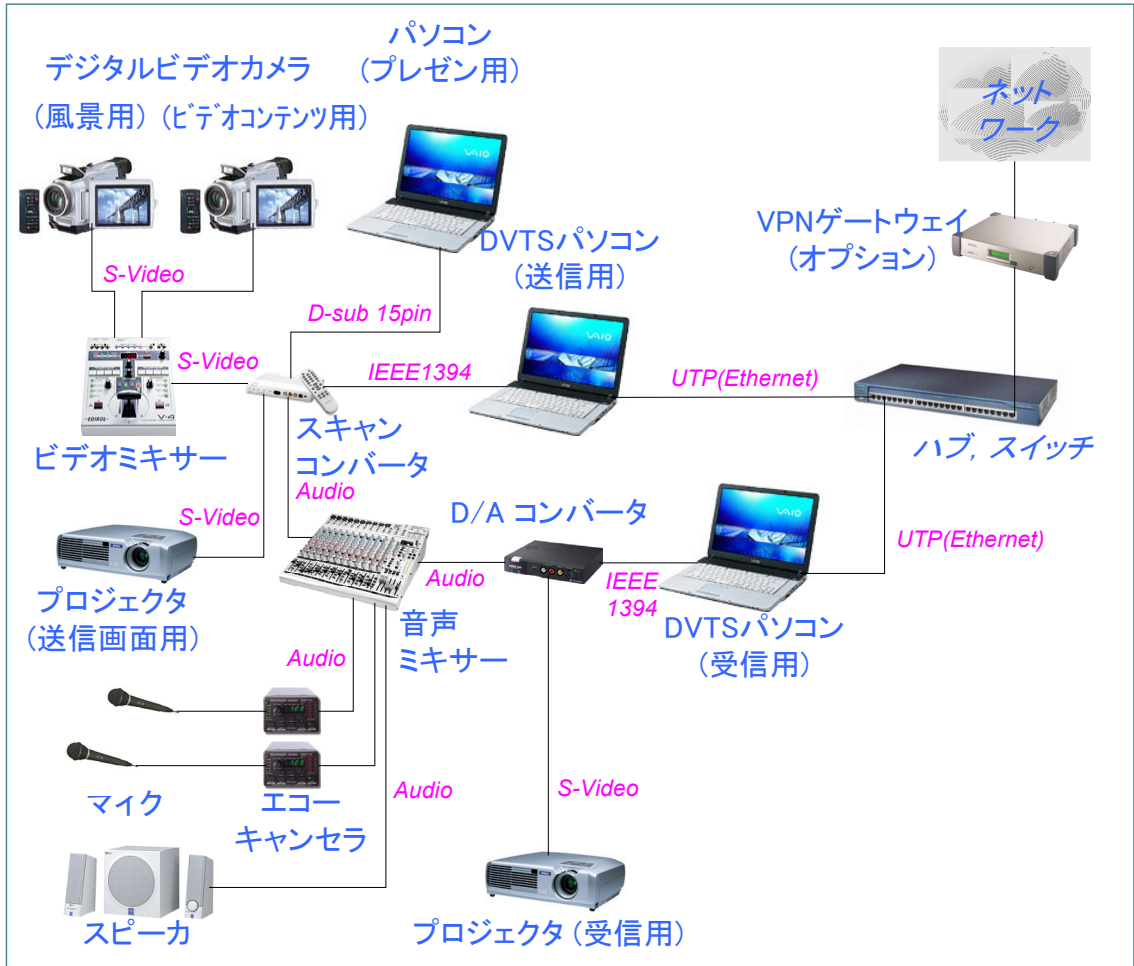 パソコン
(プレゼン用)
デジタルビデオカメラ
(風景用) (ﾋﾞﾃﾞｵｺﾝﾃﾝﾂ用)
ネット
ワーク
VPNゲートウェイ
(オプション)
DVTSパソコン
(送信用)
S-Video
D-sub 15pin
S-Video
IEEE1394
UTP(Ethernet)
VAIO
VAIO
EDIROL
V-4
ビデオミキサー
スキャン
コンバータ
ハブ, スイッチ
Audio
S-Video
D/A コンバータ
VAIO
UTP(Ethernet)
Audio
IEEE
1394
プロジェクタ
(送信画面用)
音声
ミキサー
DVTSパソコン
(受信用)
Audio
123
123
マイク
エコー
キャンセラ
Audio
S-Video
スピーカ
プロジェクタ (受信用)